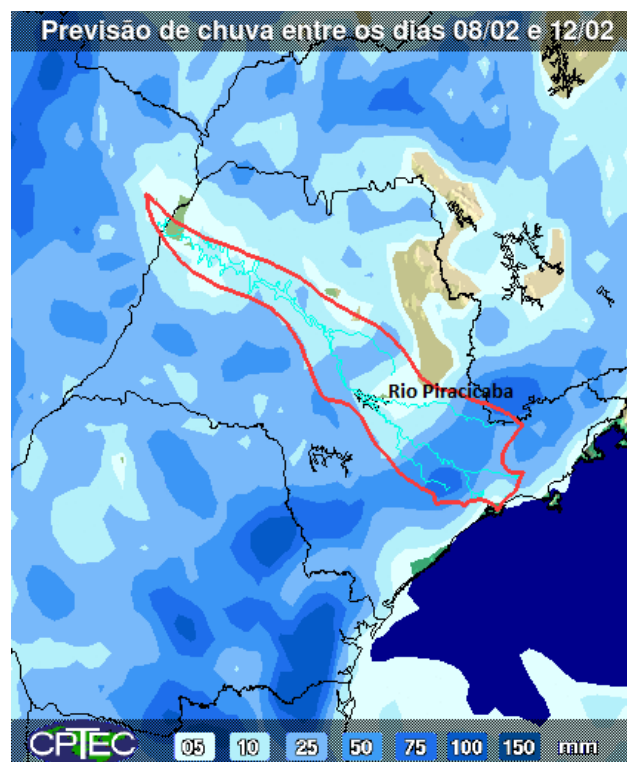 Previsão de chuva entre os dias 08/02 e 12/02
Rio Piracicaba
CPTEC 05 10 25 50 75 100 150 mm